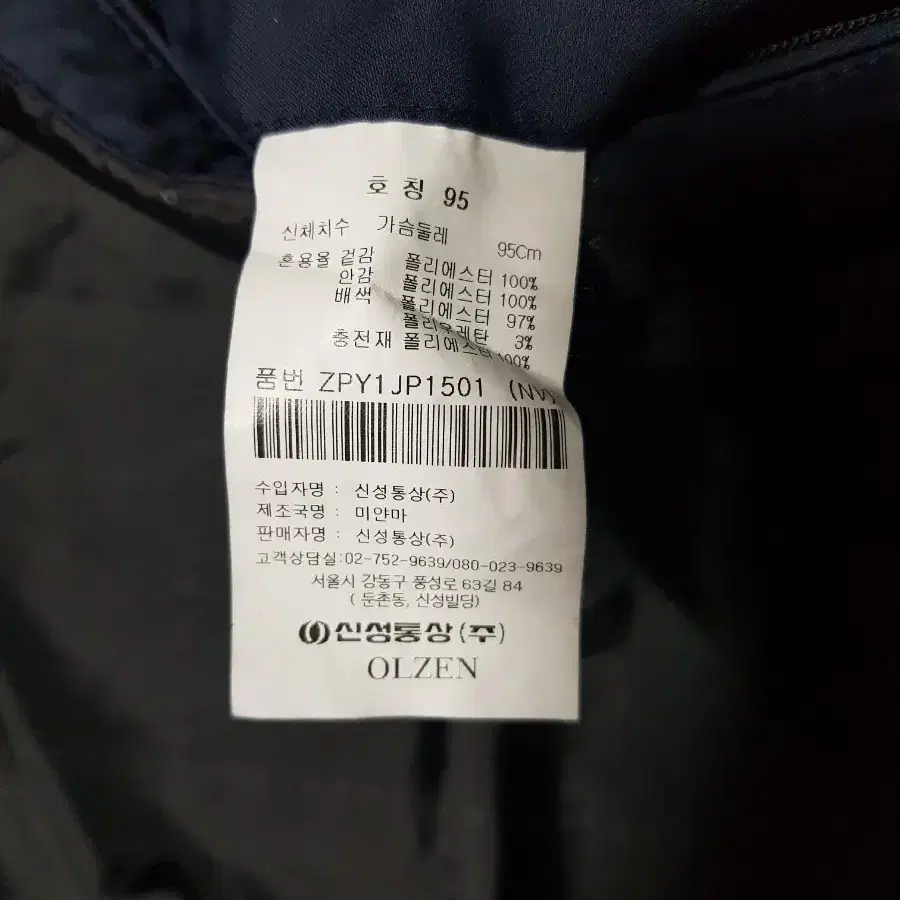 호칭 95
신체치수 가슴둘레 95Cm
혼용율 겉감 폴리에스터 100%
안감 폴리에스터 100%
배색 폴리에스터 97%
폴리우레탄 3%
충전재 폴리에스터 100%
품번 ZPY1JP1501 (NV)
수입자명 : 신성통상(주)
제조국명 : 미얀마
판매자명 : 신성통상(주)
고객상담실:02-752-9639/080-023-9639
서울시 강동구 풍성로 63길 84
( 둔촌동, 신성빌딩)
신성통상(주)
OLZEN